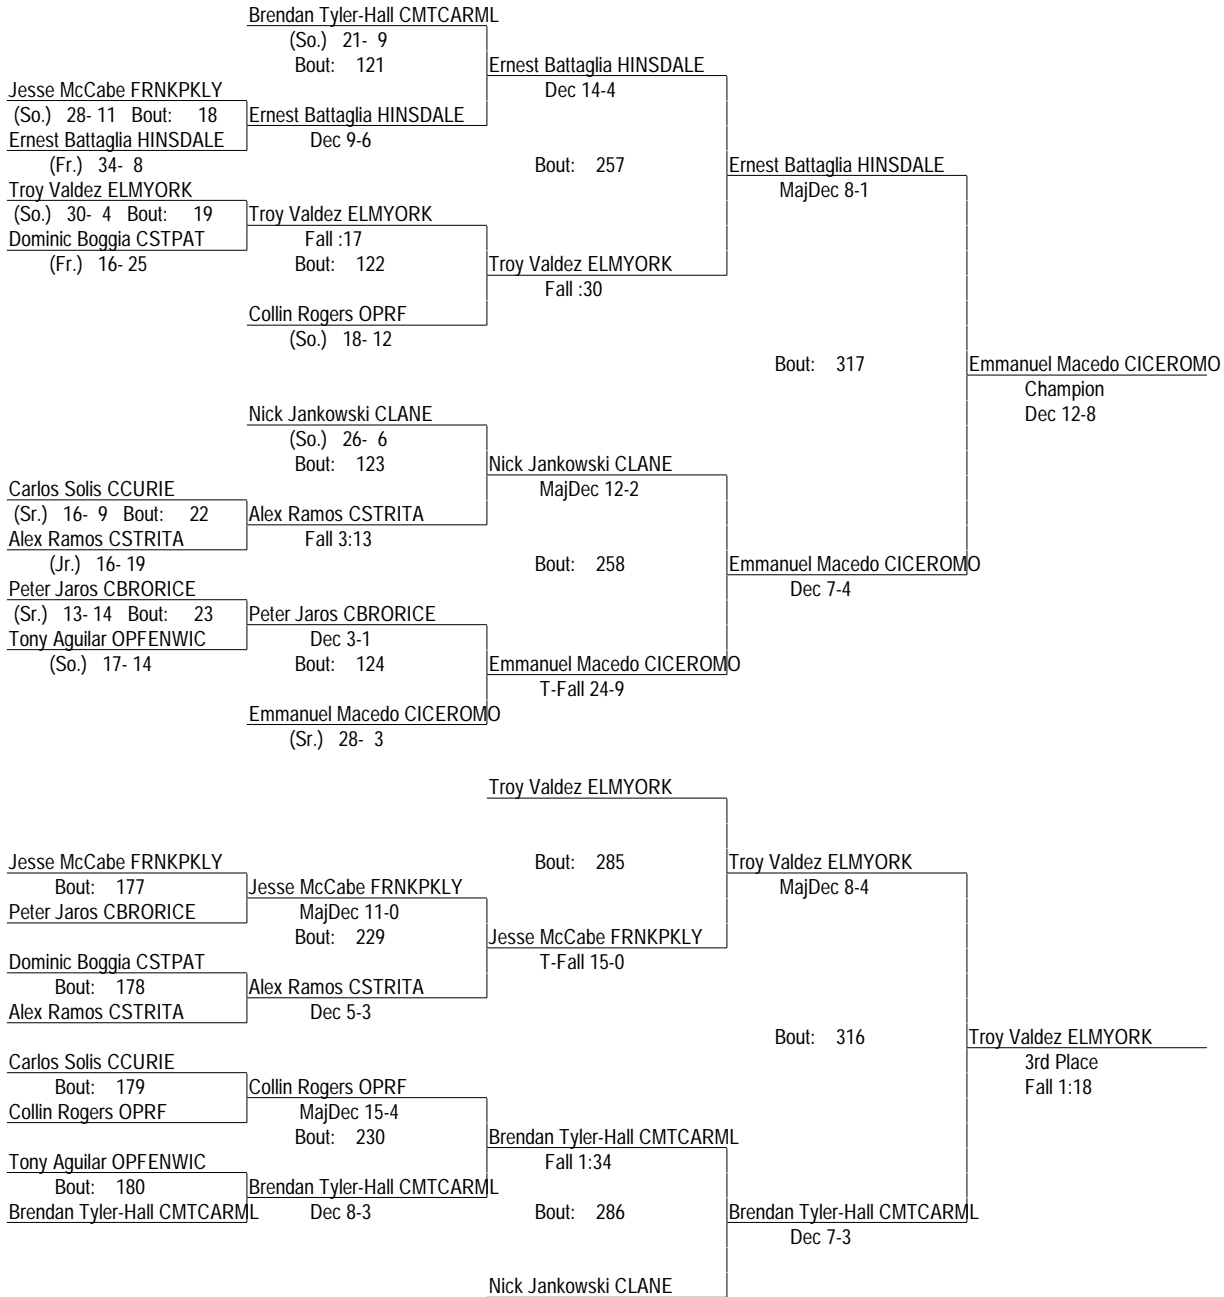 Brendan Tyler-Hall CMTCARML
(So.) 21- 9
Bout: 121
Ernest Battaglia HINSDALE
Dec 14-4
Jesse McCabe FRNKPKLY
(So.) 28- 11 Bout: 18
Ernest Battaglia HINSDALE
Ernest Battaglia HINSDALE
Dec 9-6
(Fr.) 34- 8
Bout: 257
Ernest Battaglia HINSDALE
MajDec 8-1
Troy Valdez ELMYORK
(So.) 30- 4 Bout: 19
Troy Valdez ELMYORK
Dominic Boggia CSTPAT
Fall :17
(Fr.) 16- 25
Bout: 122
Troy Valdez ELMYORK
Fall :30
Collin Rogers OPRF
(So.) 18- 12
Bout: 317
Emmanuel Macedo CICEROMO
Champion
Dec 12-8
Nick Jankowski CLANE
(So.) 26- 6
Bout: 123
Nick Jankowski CLANE
MajDec 12-2
Carlos Solis CCURIE
(Sr.) 16- 9 Bout: 22
Alex Ramos CSTRITA
Alex Ramos CSTRITA
Fall 3:13
(Jr.) 16- 19
Bout: 258
Emmanuel Macedo CICEROMO
Dec 7-4
Peter Jaros CBRORICE
(Sr.) 13- 14 Bout: 23
Peter Jaros CBRORICE
Tony Aguilar OPFENWIC
Dec 3-1
(So.) 17- 14
Bout: 124
Emmanuel Macedo CICEROMO
T-Fall 24-9
Emmanuel Macedo CICEROMO
(Sr.) 28- 3
Troy Valdez ELMYORK
Jesse McCabe FRNKPKLY
Bout: 285
Troy Valdez ELMYORK
MajDec 8-4
Bout: 177
Jesse McCabe FRNKPKLY
Peter Jaros CBRORICE
MajDec 11-0
Bout: 229
Jesse McCabe FRNKPKLY
T-Fall 15-0
Dominic Boggia CSTPAT
Bout: 178
Alex Ramos CSTRITA
Alex Ramos CSTRITA
Dec 5-3
Bout: 316
Troy Valdez ELMYORK
3rd Place
Fall 1:18
Carlos Solis CCURIE
Bout: 179
Collin Rogers OPRF
Collin Rogers OPRF
MajDec 15-4
Bout: 230
Brendan Tyler-Hall CMTCARML
Fall 1:34
Tony Aguilar OPFENWIC
Bout: 180
Brendan Tyler-Hall CMTCARML
Brendan Tyler-Hall CMTCARML
Dec 8-3
Bout: 286
Brendan Tyler-Hall CMTCARML
Dec 7-3
Nick Jankowski CLANE